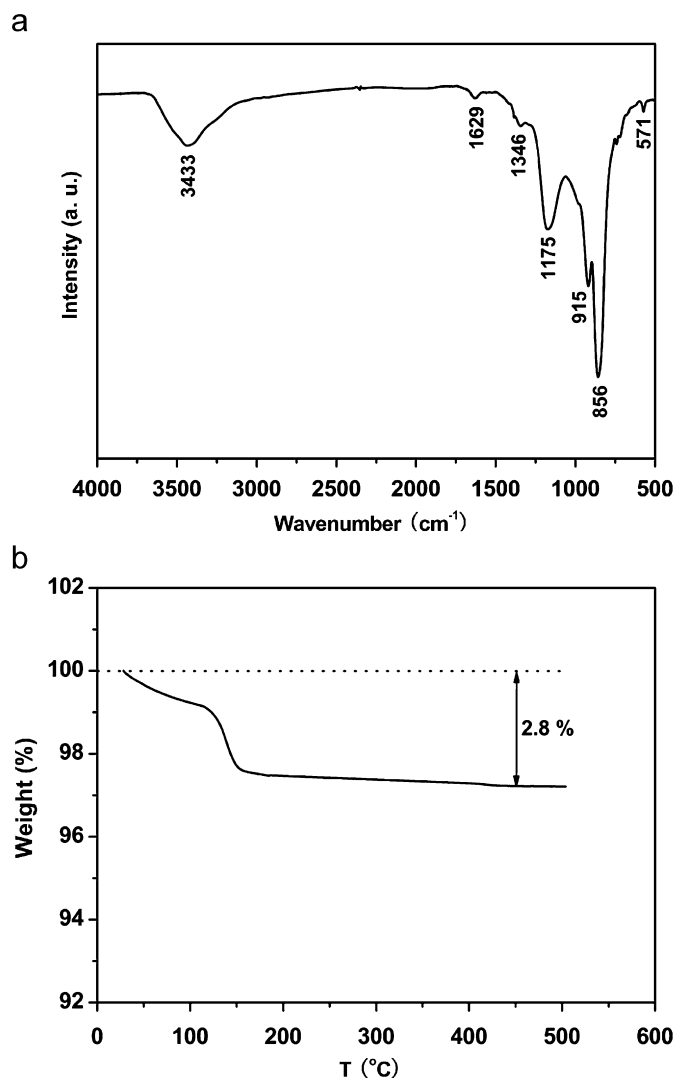 a
Intensity (a. u.)
3433
1629
1346
1175
915
856
571
4000 3500 3000 2500 2000 1500 1000 500
Wavenumber (cm⁻¹)
b
Weight (%)
102
100
98
96
94
92
2.8 %
0 100 200 300 400 500 600
T (°C)